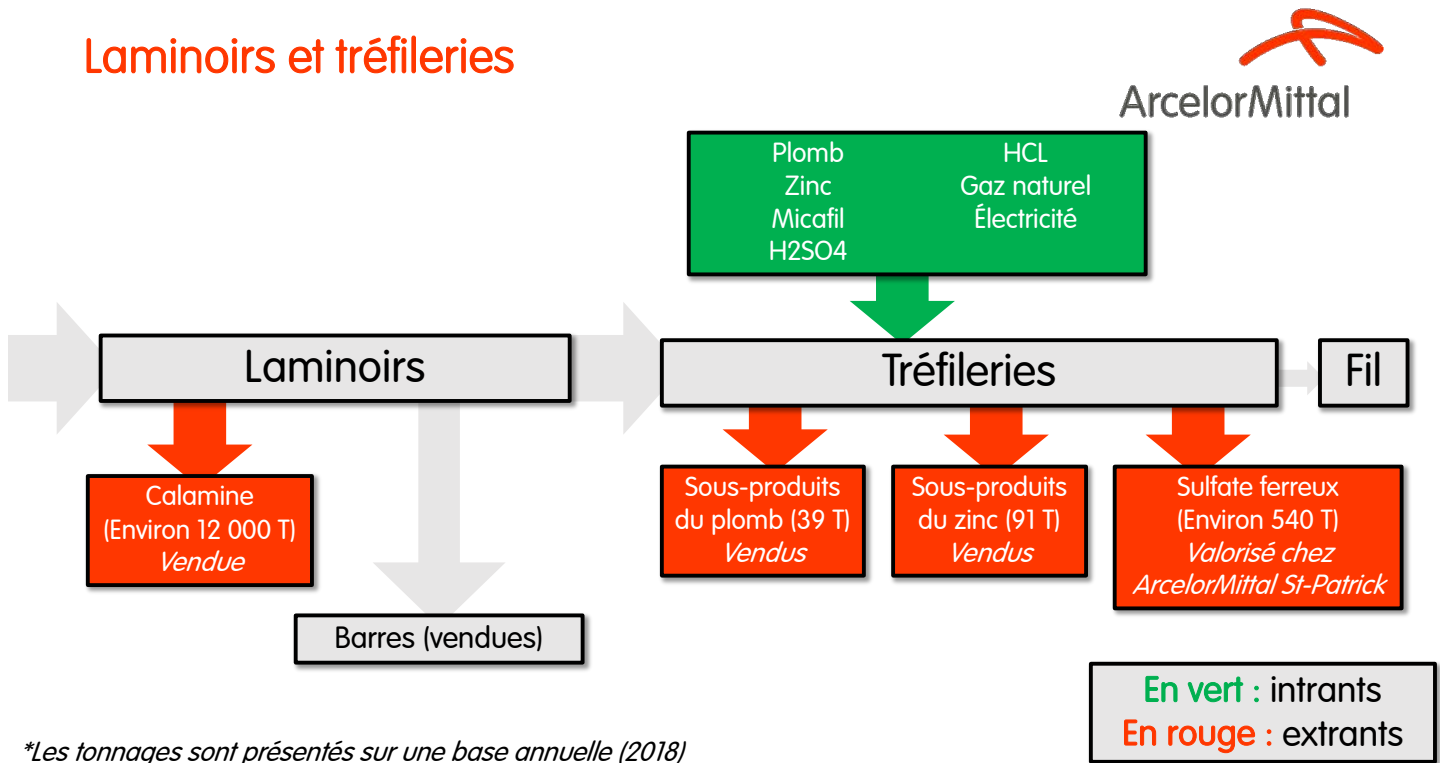 Laminoirs et tréfileries
ArcelorMittal
Plomb
Zinc
Micafil
H2SO4
HCL
Gaz naturel
Électricité
Laminoirs
Tréfileries
Fil
Calamine
(Environ 12 000 T)
Vendue
Sous-produits
du plomb (39 T)
Vendus
Sous-produits
du zinc (91 T)
Vendus
Sulfate ferreux
(Environ 540 T)
Valorisé chez
ArcelorMittal St-Patrick
Barres (vendues)
En vert : intrants
En rouge : extrants
*Les tonnages sont présentés sur une base annuelle (2018)